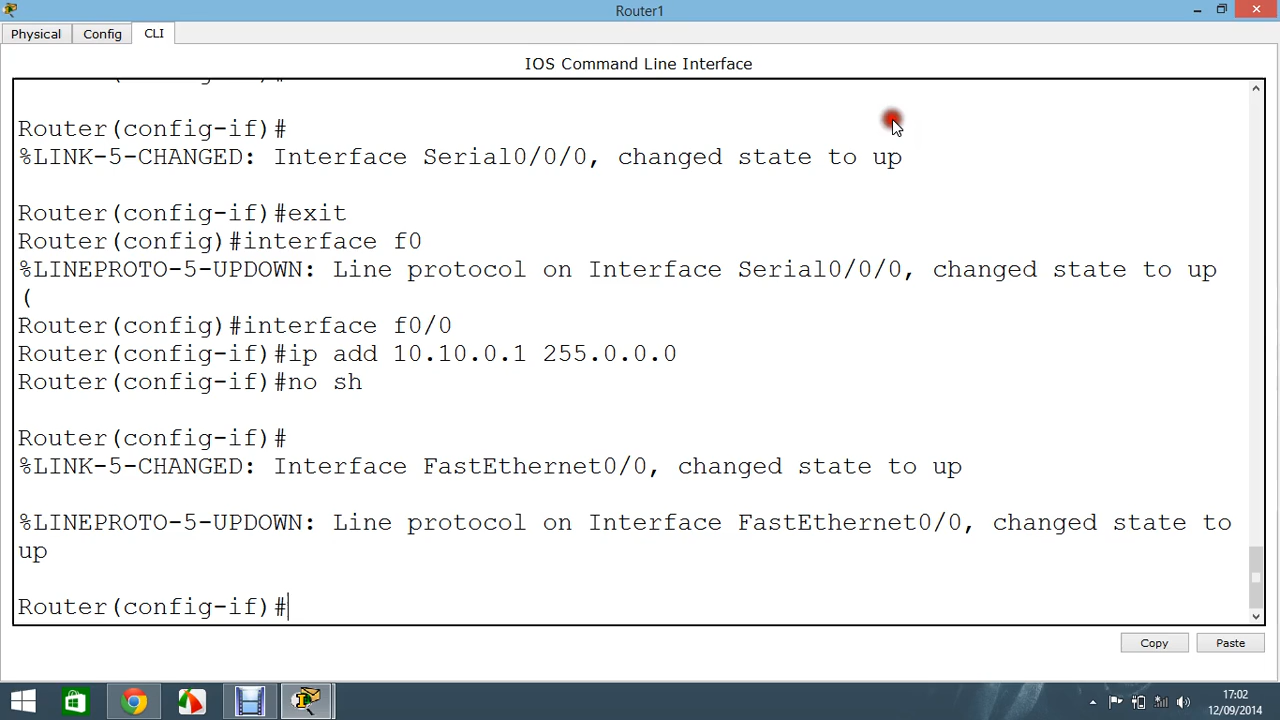 Router1
Physical
Config
CLI
IOS Command Line Interface
Router(config-if)#
%LINK-5-CHANGED: Interface Serial0/0/0, changed state to up
Router(config-if)#exit
Router(config)#interface f0
%LINEPROTO-5-UPDOWN: Line protocol on Interface Serial0/0/0, changed state to up
(
Router(config)#interface f0/0
Router(config-if)#ip add 10.10.0.1 255.0.0.0
Router(config-if)#no sh
Router(config-if)#
%LINK-5-CHANGED: Interface FastEthernet0/0, changed state to up
%LINEPROTO-5-UPDOWN: Line protocol on Interface FastEthernet0/0, changed state to
up
Router(config-if)#
Copy
Paste
17:02
12/09/2014